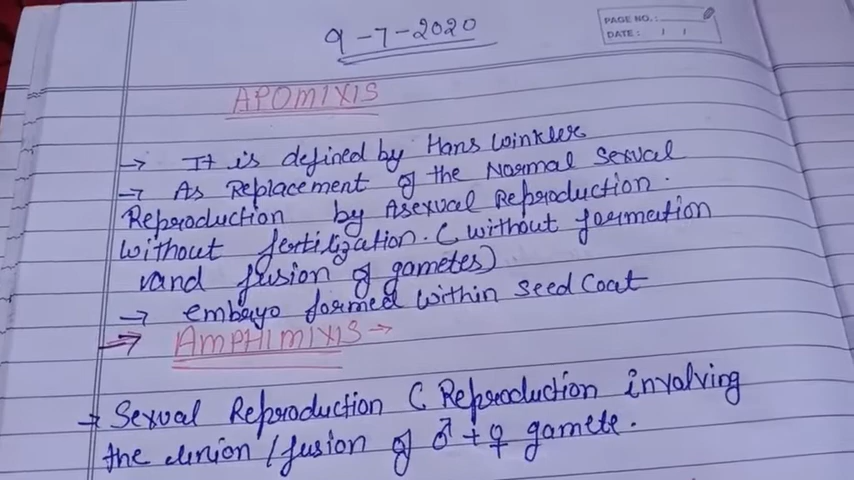 9-7-2020
PAGE NO.:
DATE: / /
APOMIXIS
→ It is defined by Hans Winkler
→ As Replacement of the Normal Sexual
Reproduction by Asexual Reproduction.
without fertilization. (without formation
and fusion of gametes)
→ embryo formed within seed coat
⇒ AMPHIMIXIS →
→ Sexual Reproduction ( Reproduction involving
the union / fusion of ♂ + ♀ gamete.